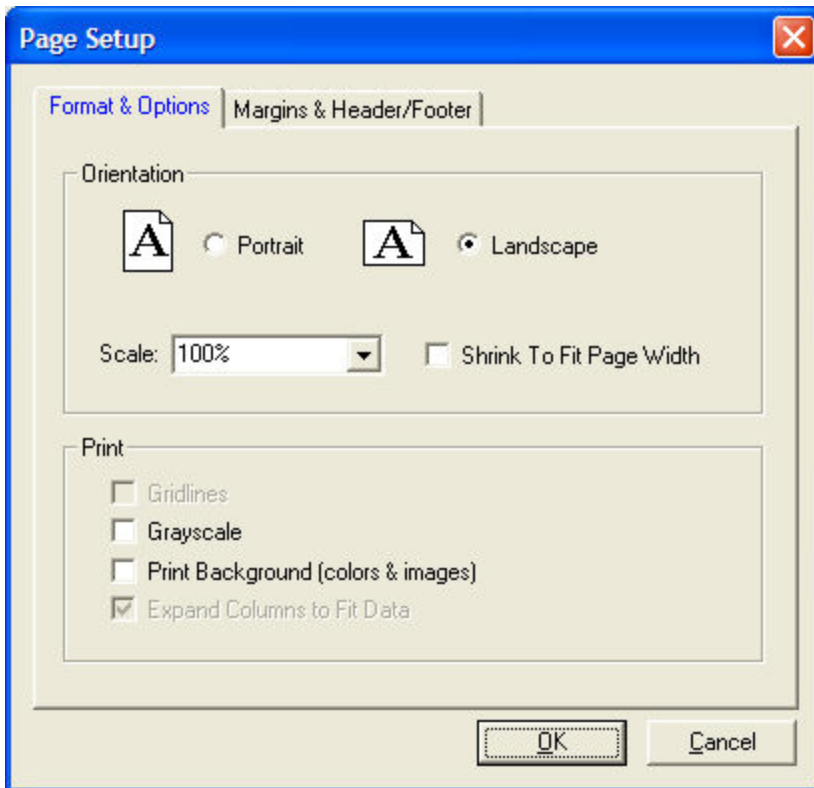 Page Setup
Format & Options
Margins & Header/Footer
Orientation
A Portrait A Landscape
Scale: 100% Shrink To Fit Page Width
Print
Gridlines
Grayscale
Print Background (colors & images)
Expand Columns to Fit Data
OK Cancel